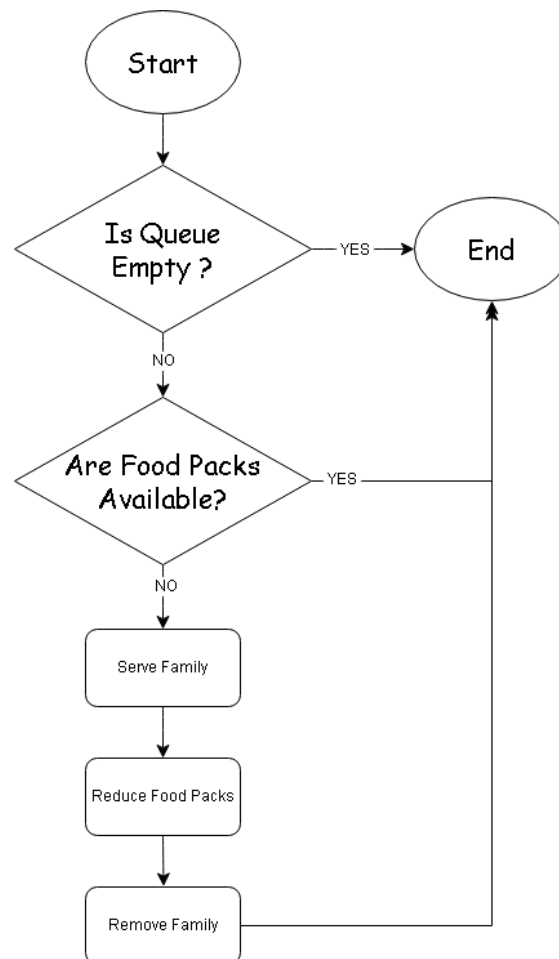 Start
Is Queue
Empty ?
YES
End
NO
Are Food Packs
Available?
YES
NO
Serve Family
Reduce Food Packs
Remove Family